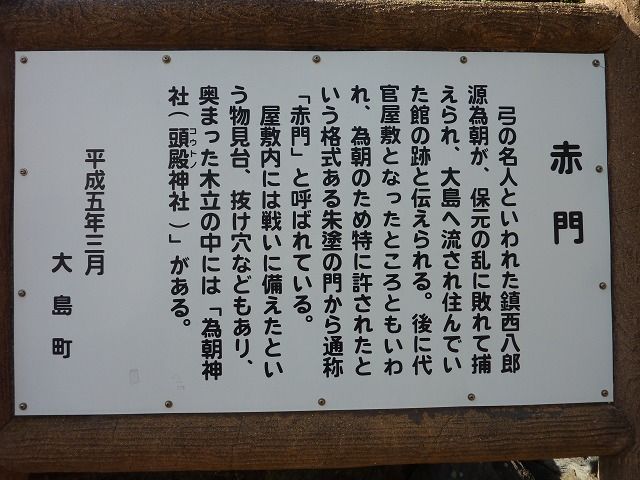 赤門
弓の名人といわれた鎮西八郎
源為朝が、保元の乱に敗れて捕
えられ、大島へ流され住んでい
た館の跡と伝えられる。後に代
官屋敷となったところともいわ
れ、為朝のため特に許されたと
いう格式ある朱塗の門から通称
「赤門」と呼ばれている。
屋敷内には戦いに備えたとい
う物見台、抜け穴などもあり、
奥まった木立の中には「為朝神
社(頭殿神社)」がある。
コウドノ
平成五年三月
大島町